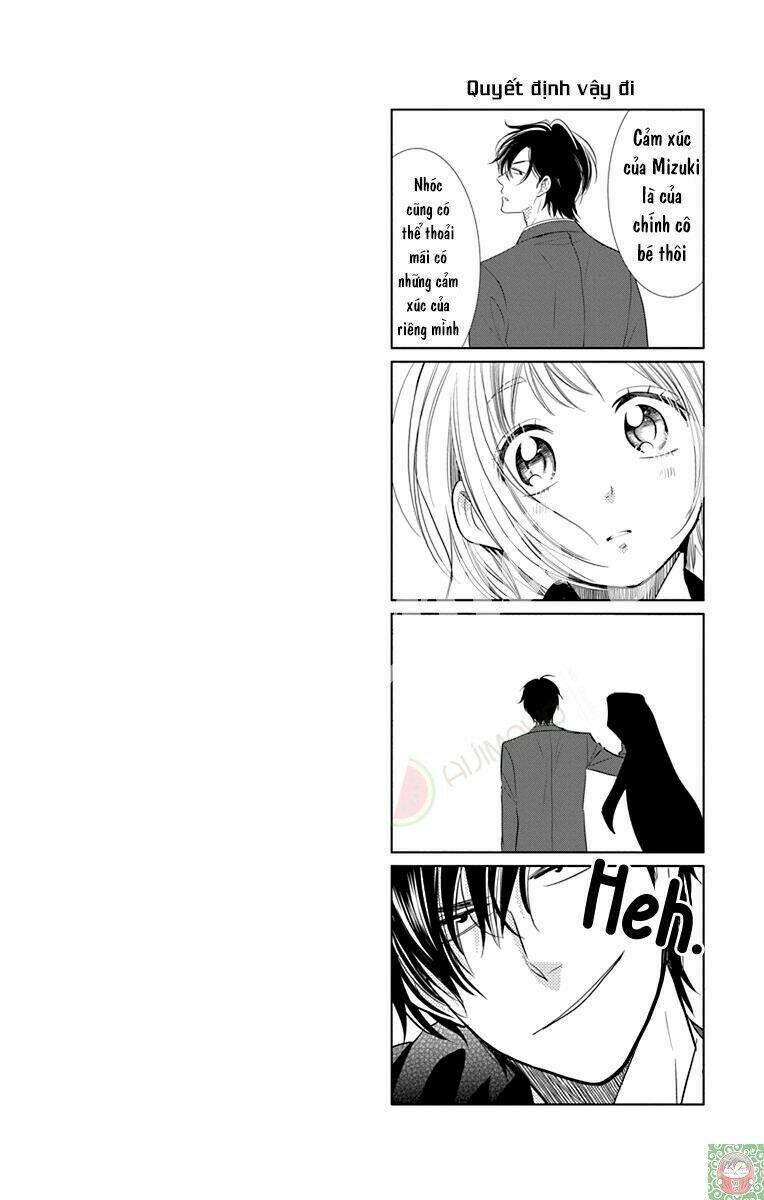 Quyết định vậy đi
Cảm xúc
của Mizuki
là của
chính cô
bé thôi
Nhóc
cũng có
thể thoải
mái có
những cảm
xúc của
riêng mình
AIJIMOKU
Heh.